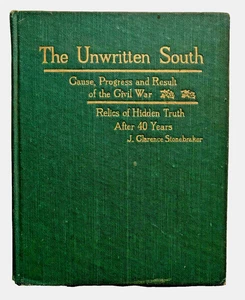 The Unwritten South
Cause, Progress and Result
of the Civil War
Relics of Hidden Truth
After 40 Years
J. Clarence Stonebraker